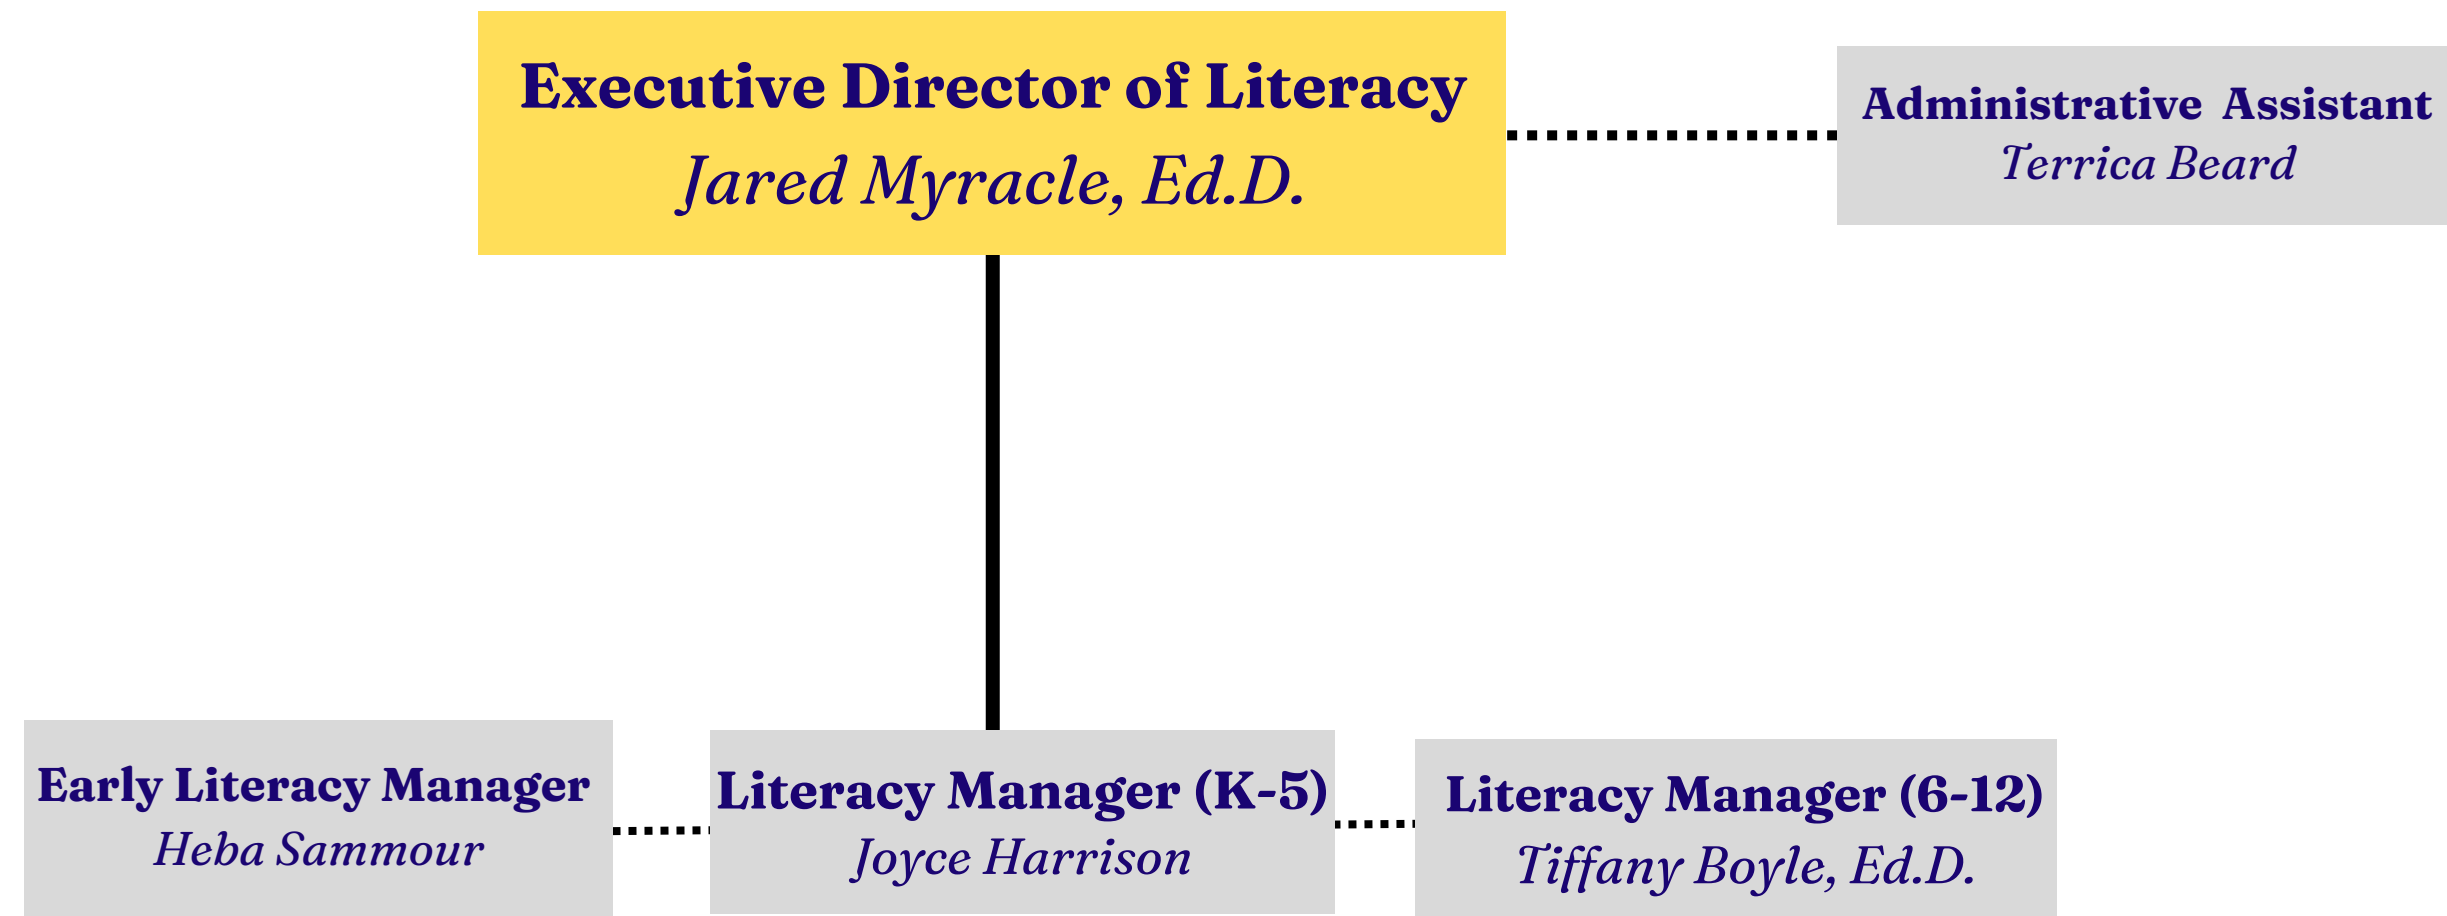 Executive Director of Literacy
Jared Myracle, Ed.D.
Administrative Assistant
Terrica Beard
Early Literacy Manager
Heba Sammour
Literacy Manager (K-5)
Joyce Harrison
Literacy Manager (6-12)
Tiffany Boyle, Ed.D.